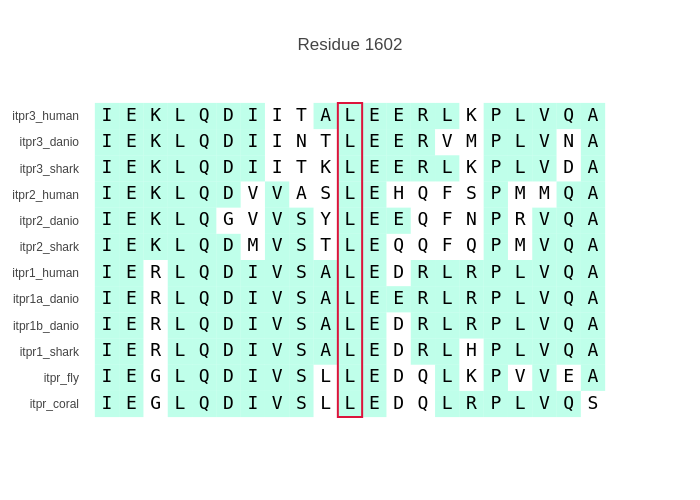 Residue 1602
itpr3_human I E K L Q D I I T A L E E R L K P L V Q A
itpr3_danio I E K L Q D I I N T L E E R V M P L V N A
itpr3_shark I E K L Q D I I T K L E E R L K P L V D A
itpr2_human I E K L Q D V V A S L E H Q F S P M M Q A
itpr2_danio I E K L Q G V V S Y L E E Q F N P R V Q A
itpr2_shark I E K L Q D M V S T L E Q Q F Q P M V Q A
itpr1_human I E R L Q D I V S A L E D R L R P L V Q A
itpr1a_danio I E R L Q D I V S A L E E R L R P L V Q A
itpr1b_danio I E R L Q D I V S A L E D R L R P L V Q A
itpr1_shark I E R L Q D I V S A L E D R L H P L V Q A
itpr_fly I E G L Q D I V S L L E D Q L K P V V E A
itpr_coral I E G L Q D I V S L L E D Q L R P L V Q S